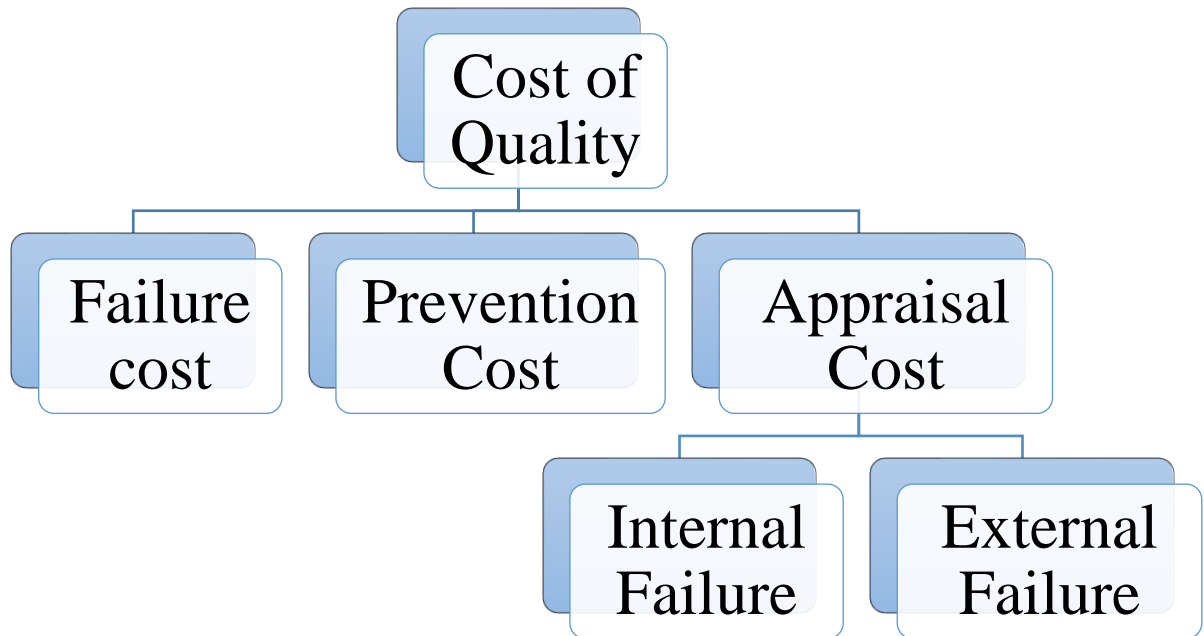 Cost of
Quality
Failure
cost
Prevention
Cost
Appraisal
Cost
Internal
Failure
External
Failure